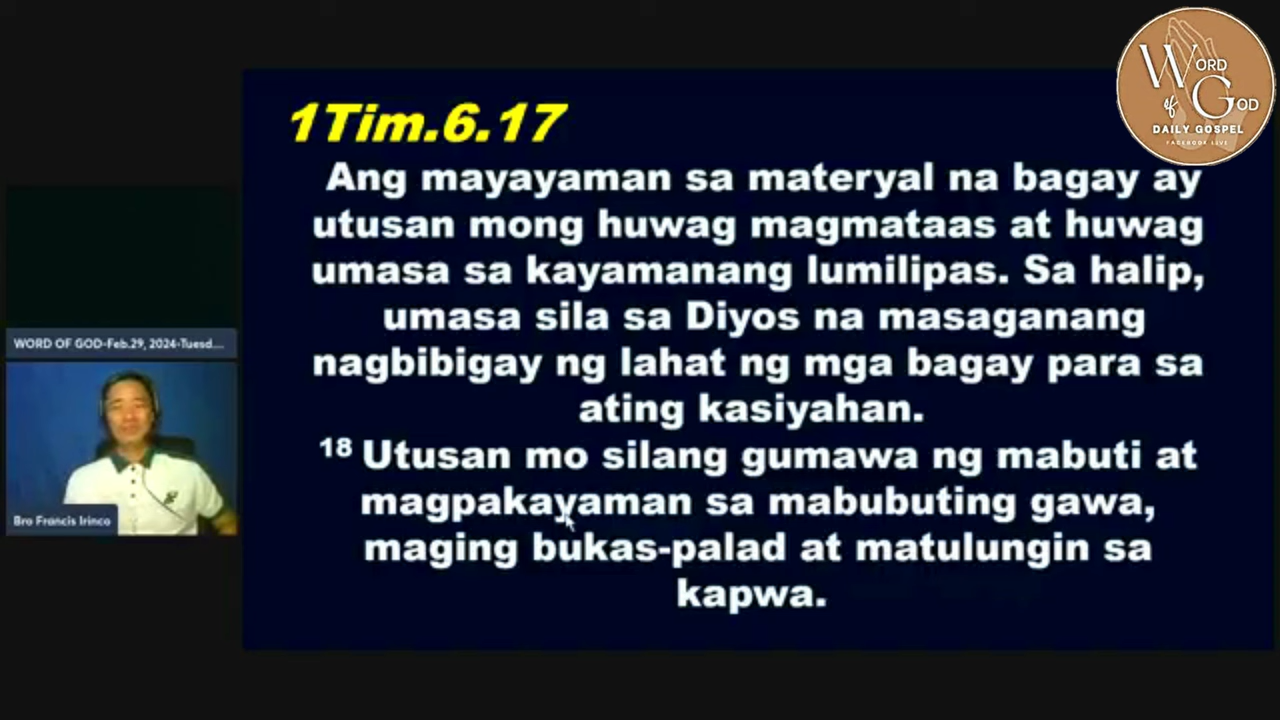 WORD
of GOD
DAILY GOSPEL
FACEBOOK LIVE
1Tim.6.17
Ang mayayaman sa materyal na bagay ay
utusan mong huwag magmataas at huwag
umasa sa kayamanang lumilipas. Sa halip,
umasa sila sa Diyos na masaganang
nagbibigay ng lahat ng mga bagay para sa
ating kasiyahan.
18 Utusan mo silang gumawa ng mabuti at
magpakayaman sa mabubuting gawa,
maging bukas-palad at matulungin sa
kapwa.
WORD OF GOD-Feb.29, 2024-Tuesd...
Bro Francis Irinco